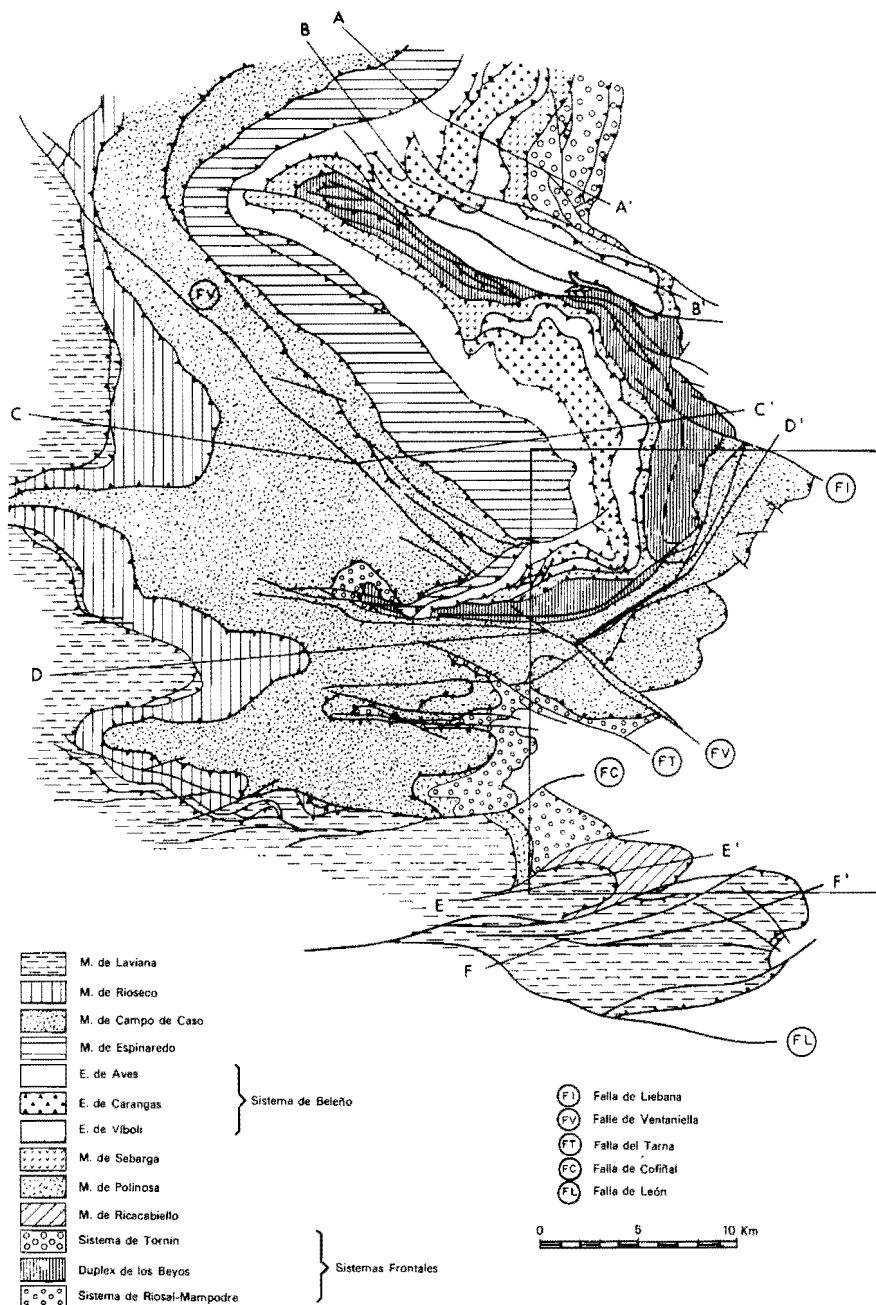 A
B
A'
FV
B'
C
C'
D'
FI
D
FV
FT
FC
E'
F'
E
F
FL
M. de Laviana
M. de Rioseco
M. de Campo de Caso
M. de Espinaredo
E. de Aves
E. de Carangas
E. de Víboli
Sistema de Beleño
M. de Sebarga
M. de Polinosa
M. de Ricacabiello
Sistema de Tornin
Duplex de los Beyos
Sistema de Riosal-Mampodre
Sistemas Frontales
FI Falla de Liebana
FV Falle de Ventaniella
FT Falla del Tarna
FC Falla de Cofiñal
FL Falla de León
0 5 10 Km